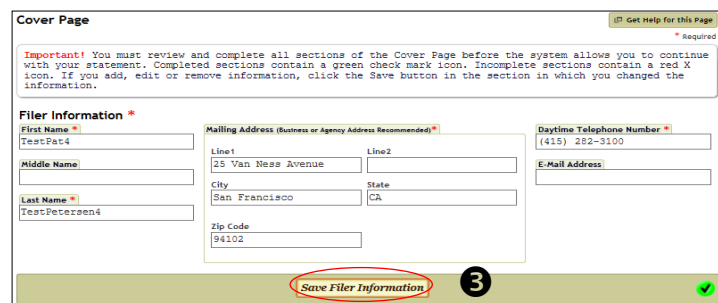 Cover Page
Get Help for this Page
* Required
Important! You must review and complete all sections of the Cover Page before the system allows you to continue
with your statement. Completed sections contain a green check mark icon. Incomplete sections contain a red X
icon. If you add, edit or remove information, click the Save button in the section in which you changed the
information.
Filer Information *
First Name *
TestPat4
Middle Name
Last Name *
TestPetersen4
Mailing Address (Business or Agency Address Recommended)*
Line1
Line2
25 Van Ness Avenue
City
State
San Francisco
CA
Zip Code
94102
Daytime Telephone Number *
(415) 282-3100
E-Mail Address
Save Filer Information
3